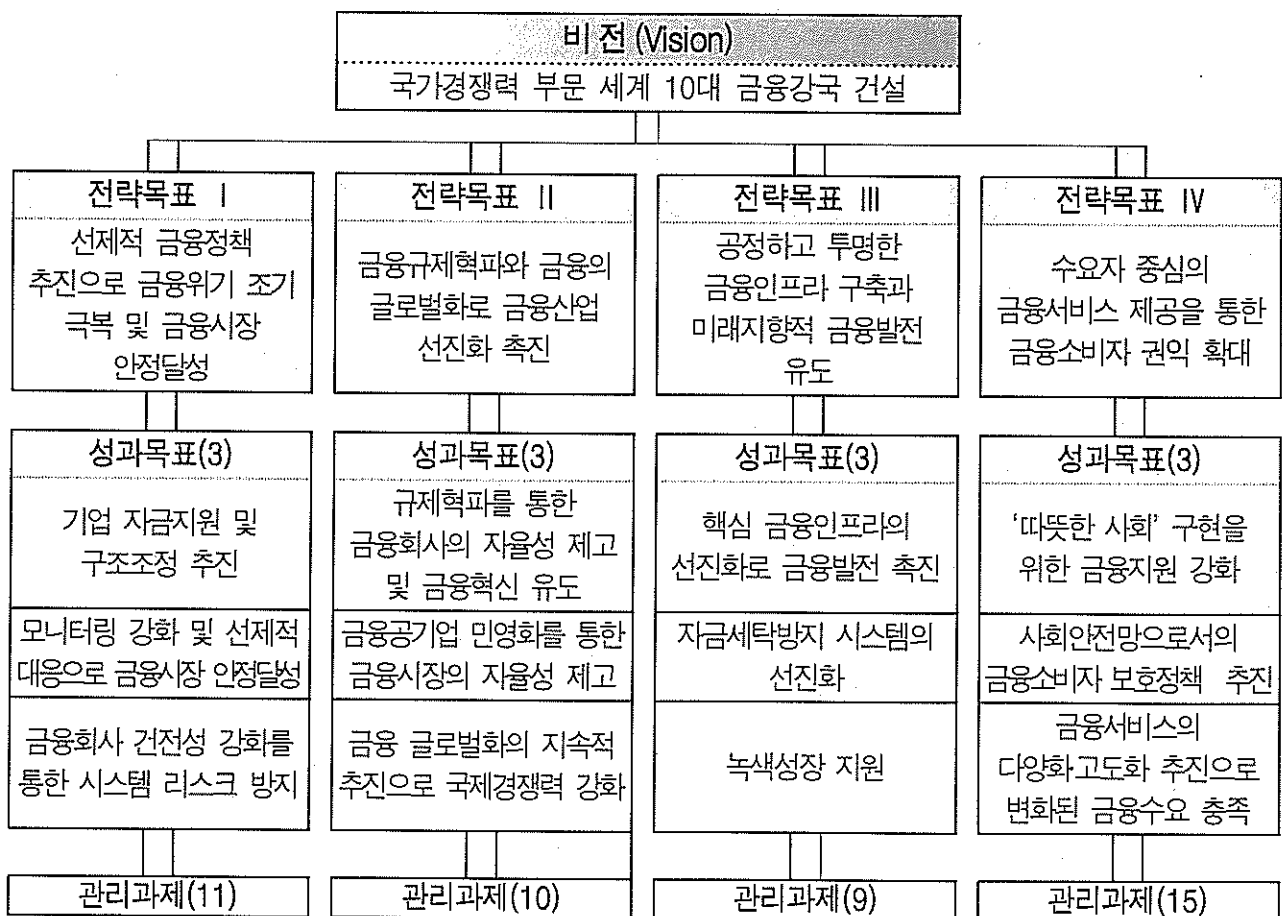 비전(Vision)
국가경쟁력 부문 세계 10대 금융강국 건설
전략목표 Ⅰ
선제적 금융정책
추진으로 금융위기 조기
극복 및 금융시장
안정달성
전략목표 Ⅱ
금융규제혁파와 금융의
글로벌화로 금융산업
선진화 촉진
전략목표 Ⅲ
공정하고 투명한
금융인프라 구축과
미래지향적 금융발전
유도
전략목표 Ⅳ
수요자 중심의
금융서비스 제공을 통한
금융소비자 권익 확대
성과목표(3)
기업 자금지원 및
구조조정 추진
모니터링 강화 및 선제적
대응으로 금융시장 안정달성
금융회사 건전성 강화를
통한 시스템 리스크 방지
관리과제(11)
성과목표(3)
규제혁파를 통한
금융회사의 자율성 제고
및 금융혁신 유도
금융공기업 민영화를 통한
금융시장의 자율성 제고
금융 글로벌화의 지속적
추진으로 국제경쟁력 강화
관리과제(10)
성과목표(3)
핵심 금융인프라의
선진화로 금융발전 촉진
자금세탁방지 시스템의
선진화
녹색성장 지원
관리과제(9)
성과목표(3)
'따뜻한 사회' 구현을
위한 금융지원 강화
사회안전망으로서의
금융소비자 보호정책 추진
금융서비스의
다양화·고도화 추진으로
변화된 금융수요 충족
관리과제(15)